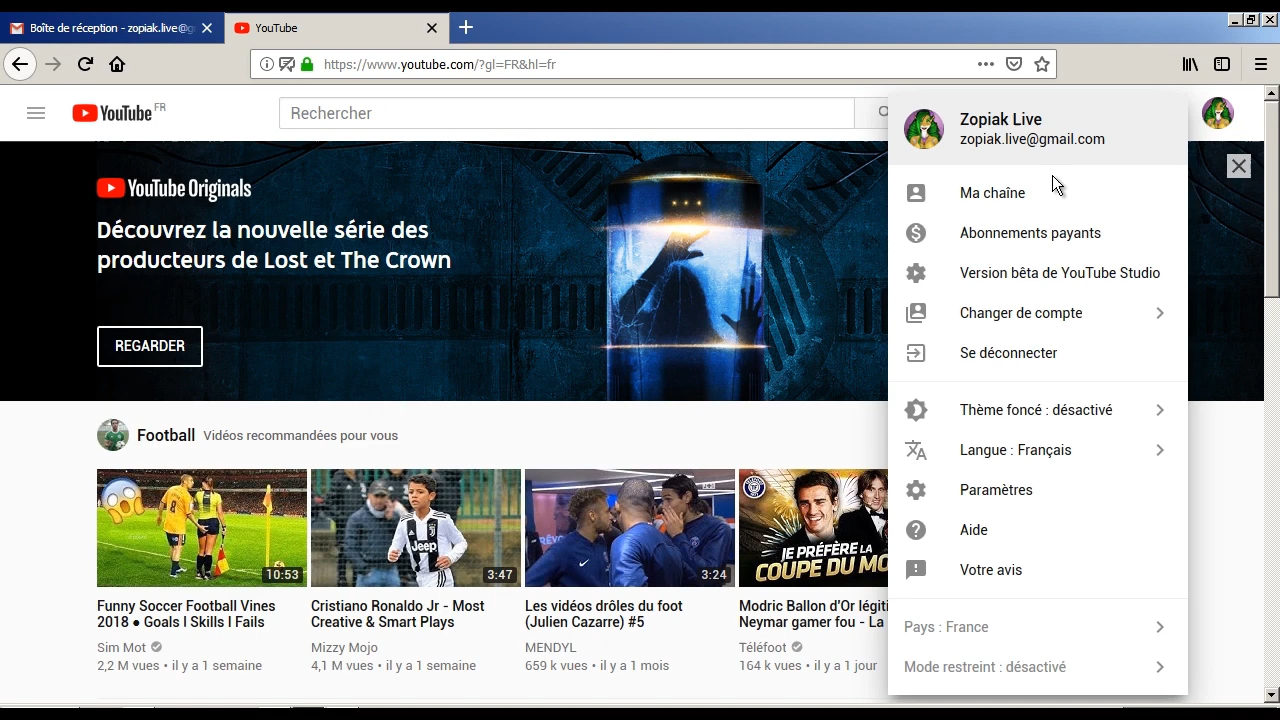 Boîte de réception - zopiak.live@g
YouTube
https://www.youtube.com/?gl=FR&hl=fr
YouTube FR
Rechercher
Zopiak Live
zopiak.live@gmail.com
Ma chaîne
Abonnements payants
Version bêta de YouTube Studio
Changer de compte
Se déconnecter
Thème foncé : désactivé
Langue : Français
Paramètres
Aide
Votre avis
Pays : France
Mode restreint : désactivé
YouTube Originals
Découvrez la nouvelle série des
producteurs de Lost et The Crown
REGARDER
Football Vidéos recommandées pour vous
10:53
Funny Soccer Football Vines
2018 ● Goals l Skills l Fails
Sim Mot
2,2 M vues • il y a 1 semaine
Jeep
3:47
Cristiano Ronaldo Jr - Most
Creative & Smart Plays
Mizzy Mojo
4,1 M vues • il y a 1 semaine
3:24
Les vidéos drôles du foot
(Julien Cazarre) #5
MENDYL
659 k vues • il y a 1 mois
JE PRÉFÈRE LA
COUPE DU MO
Modric Ballon d'Or légiti
Neymar gamer fou - La
Téléfoot
164 k vues • il y a 1 jour